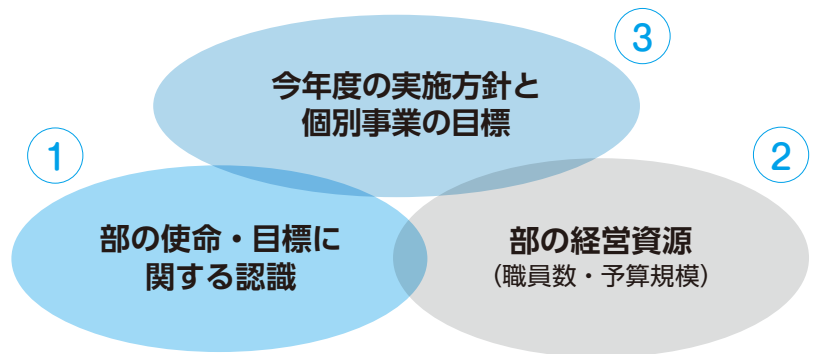 ③
今年度の実施方針と
個別事業の目標
①
部の使命・目標に
関する認識
②
部の経営資源
（職員数・予算規模）